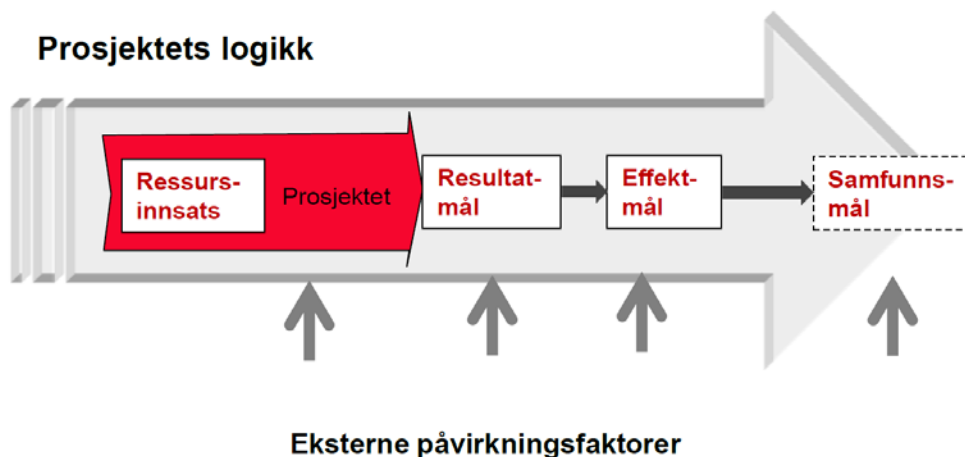 Prosjektets logikk
Ressurs-
innsats
Prosjektet
Resultat-
mål
Effekt-
mål
Samfunns-
mål
Eksterne påvirkningsfaktorer